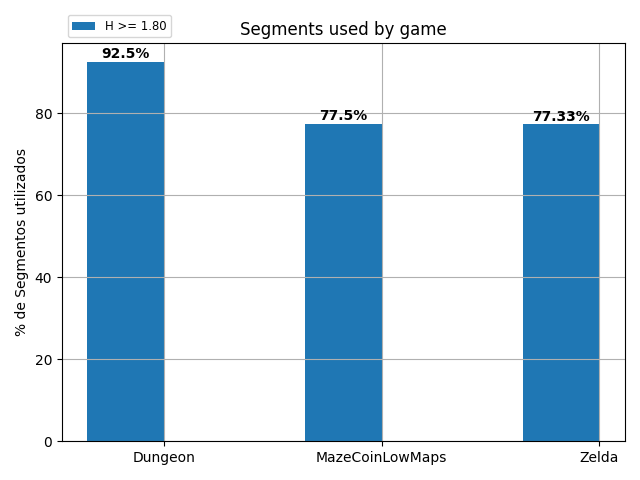 H >= 1.80
Segments used by game
92.5%
77.5%
77.33%
% de Segmentos utilizados
80
60
40
20
0
Dungeon
MazeCoinLowMaps
Zelda